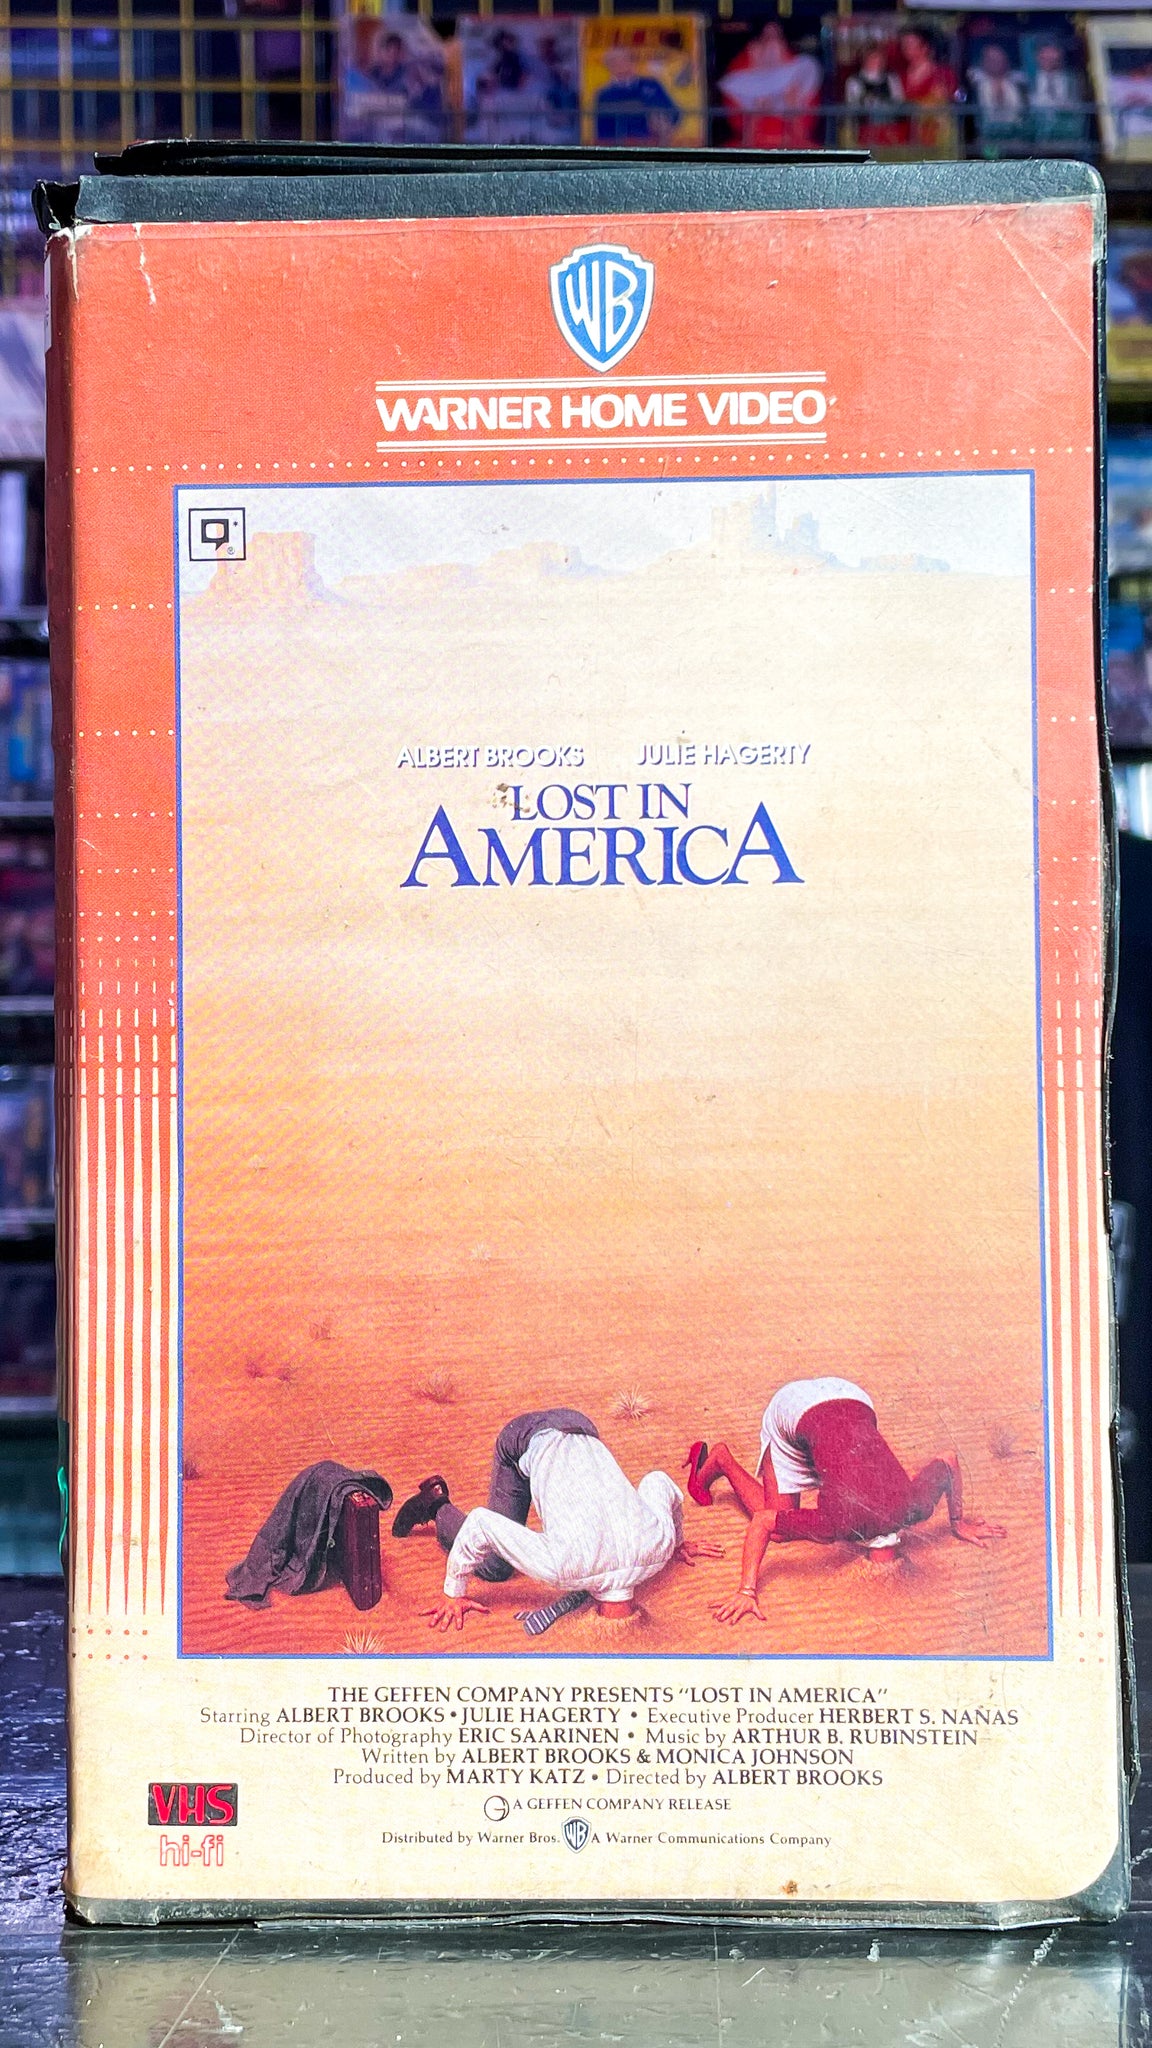 WB
WARNER HOME VIDEO
ALBERT BROOKS JULIE HAGERTY
LOST IN
AMERICA
THE GEFFEN COMPANY PRESENTS "LOST IN AMERICA"
Starring ALBERT BROOKS • JULIE HAGERTY • Executive Producer HERBERT S. NANAS
Director of Photography ERIC SAARINEN • Music by ARTHUR B. RUBINSTEIN
Written by ALBERT BROOKS & MONICA JOHNSON
Produced by MARTY KATZ • Directed by ALBERT BROOKS
A GEFFEN COMPANY RELEASE
Distributed by Warner Bros. WB A Warner Communications Company
VHS
hi-fi